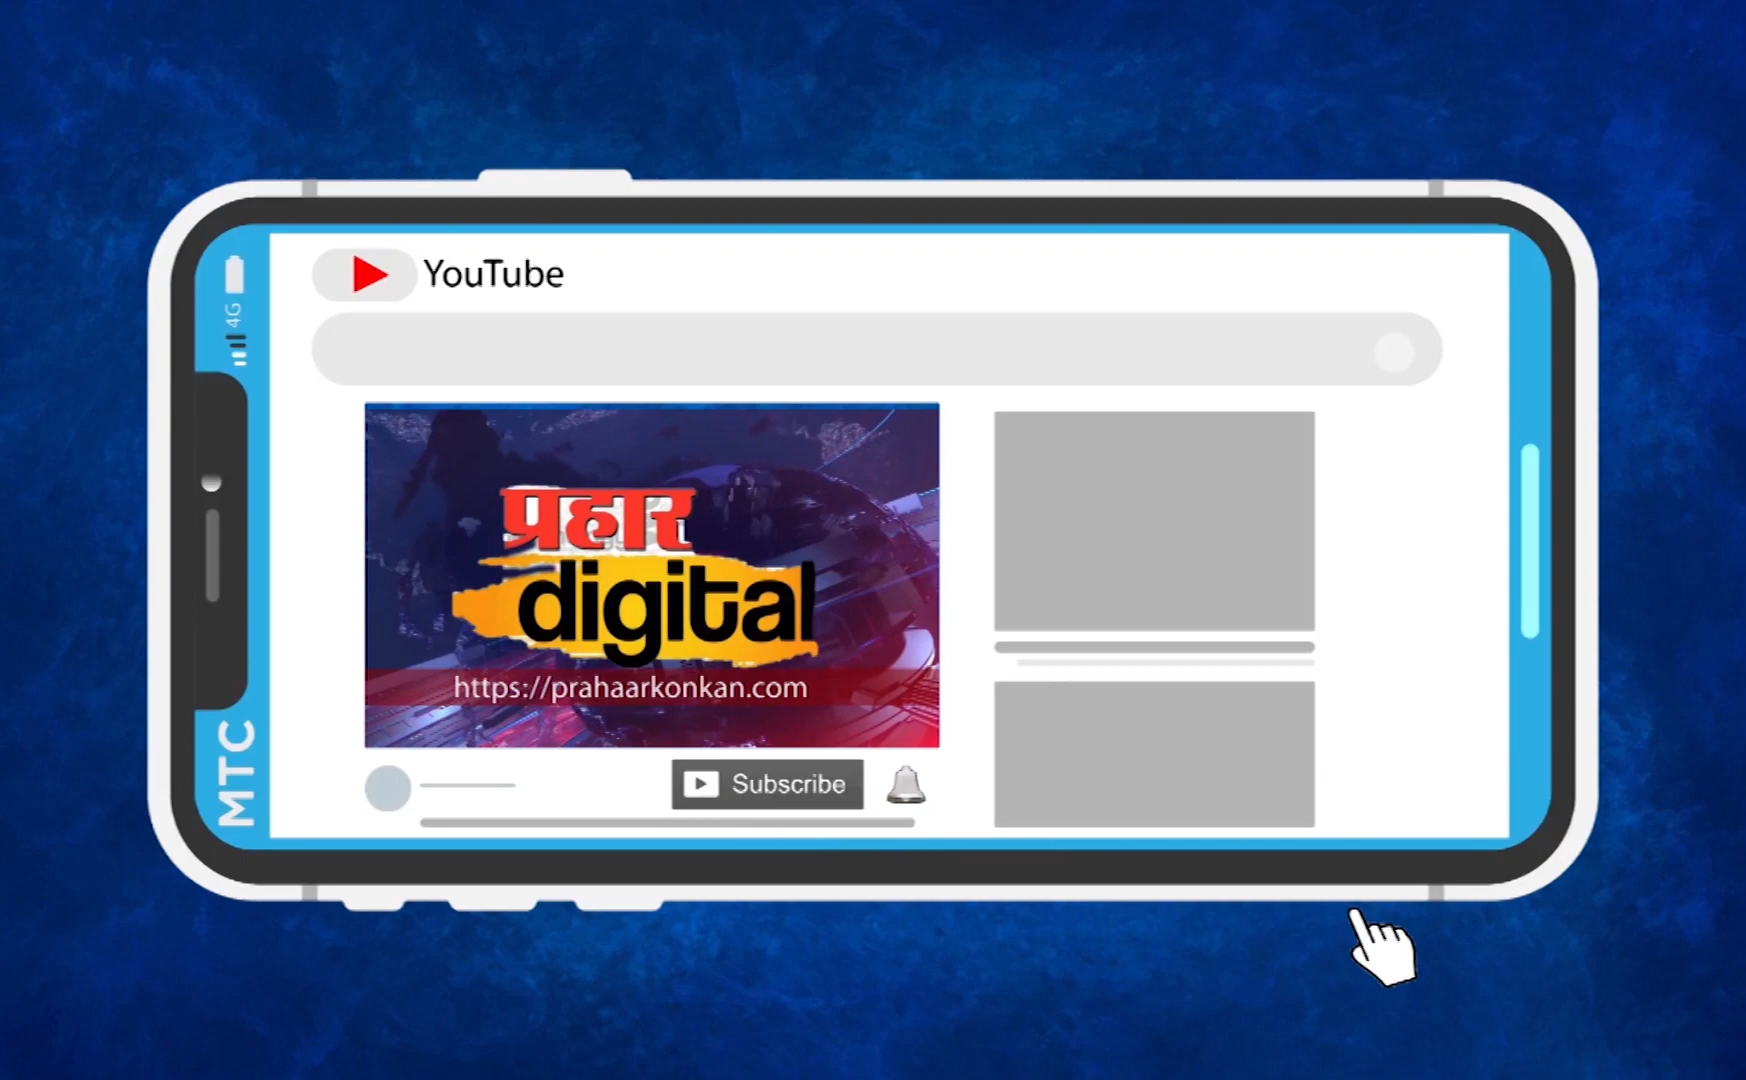 4G
YouTube
प्रहार
digital
https://prahaarkonkan.com
Subscribe
MTC